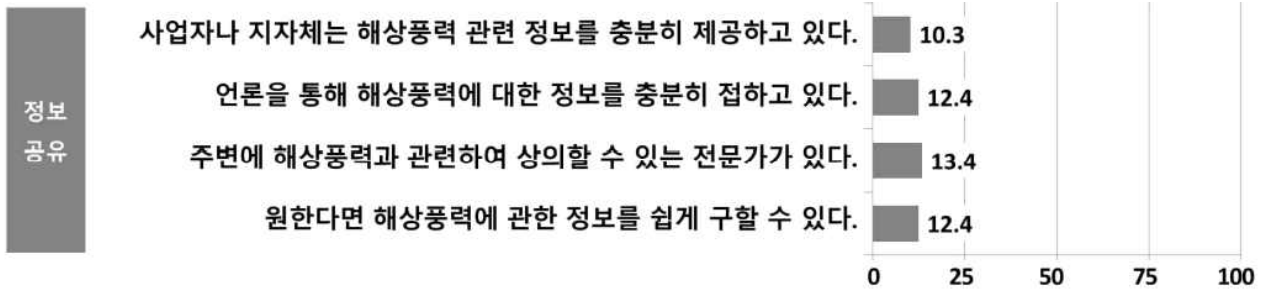 정보
공유
사업자나 지자체는 해상풍력 관련 정보를 충분히 제공하고 있다. 10.3
언론을 통해 해상풍력에 대한 정보를 충분히 접하고 있다. 12.4
주변에 해상풍력과 관련하여 상의할 수 있는 전문가가 있다. 13.4
원한다면 해상풍력에 관한 정보를 쉽게 구할 수 있다. 12.4
0 25 50 75 100